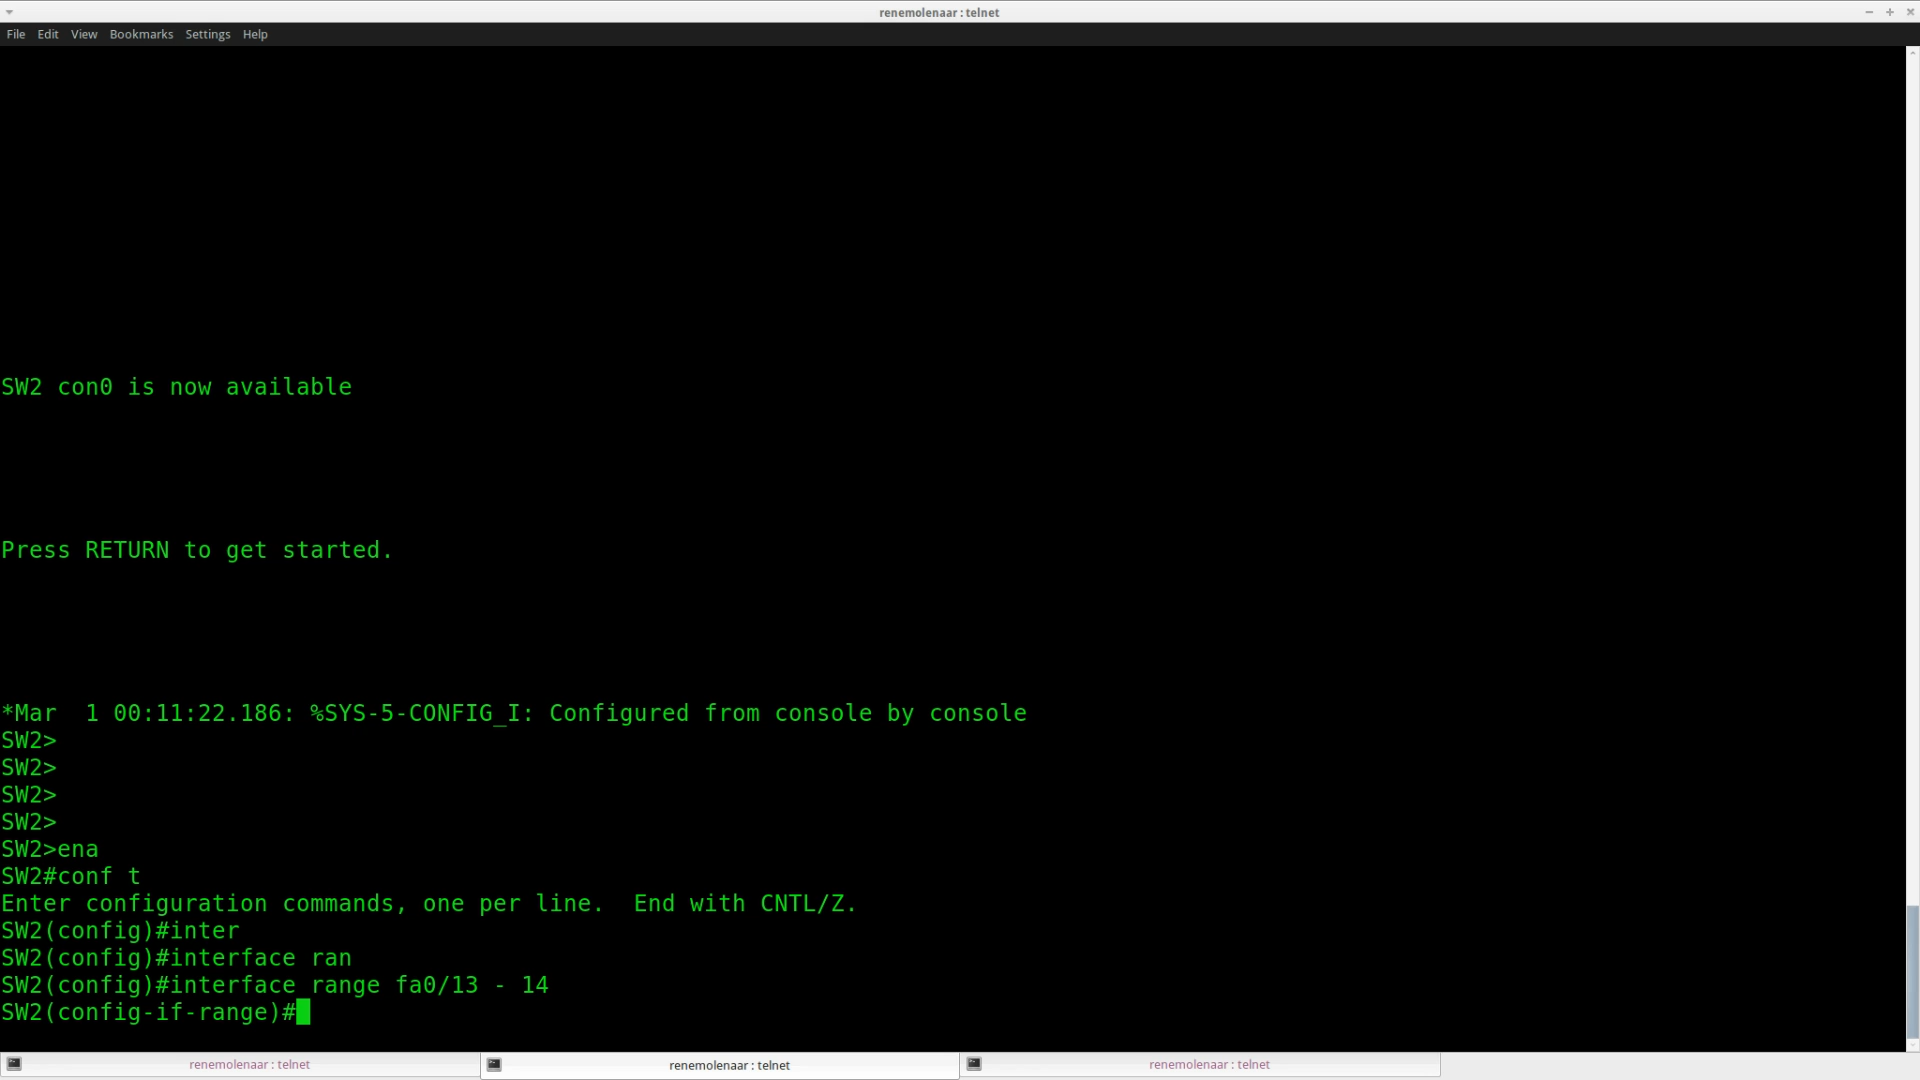 renemolenaar : telnet
File Edit View Bookmarks Settings Help
SW2 con0 is now available
Press RETURN to get started.
*Mar  1 00:11:22.186: %SYS-5-CONFIG_I: Configured from console by console
SW2>
SW2>
SW2>
SW2>
SW2>ena
SW2#conf t
Enter configuration commands, one per line.  End with CNTL/Z.
SW2(config)#inter
SW2(config)#interface ran
SW2(config)#interface range fa0/13 - 14
SW2(config-if-range)#
renemolenaar : telnet renemolenaar : telnet renemolenaar : telnet